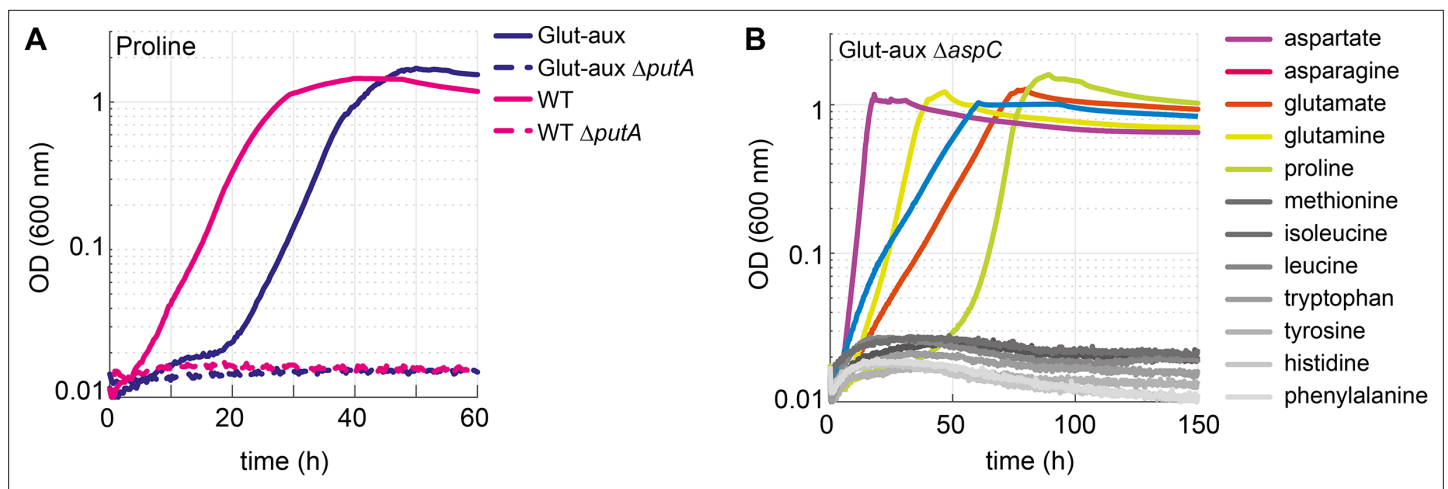 A
Proline
OD (600 nm)
1
0.1
0.01
0
20
40
60
time (h)
Glut-aux
Glut-aux ΔputA
WT
WT ΔputA
B
Glut-aux ΔaspC
OD (600 nm)
1
0.1
0.01
0
50
100
150
time (h)
aspartate
asparagine
glutamate
glutamine
proline
methionine
isoleucine
leucine
tryptophan
tyrosine
histidine
phenylalanine